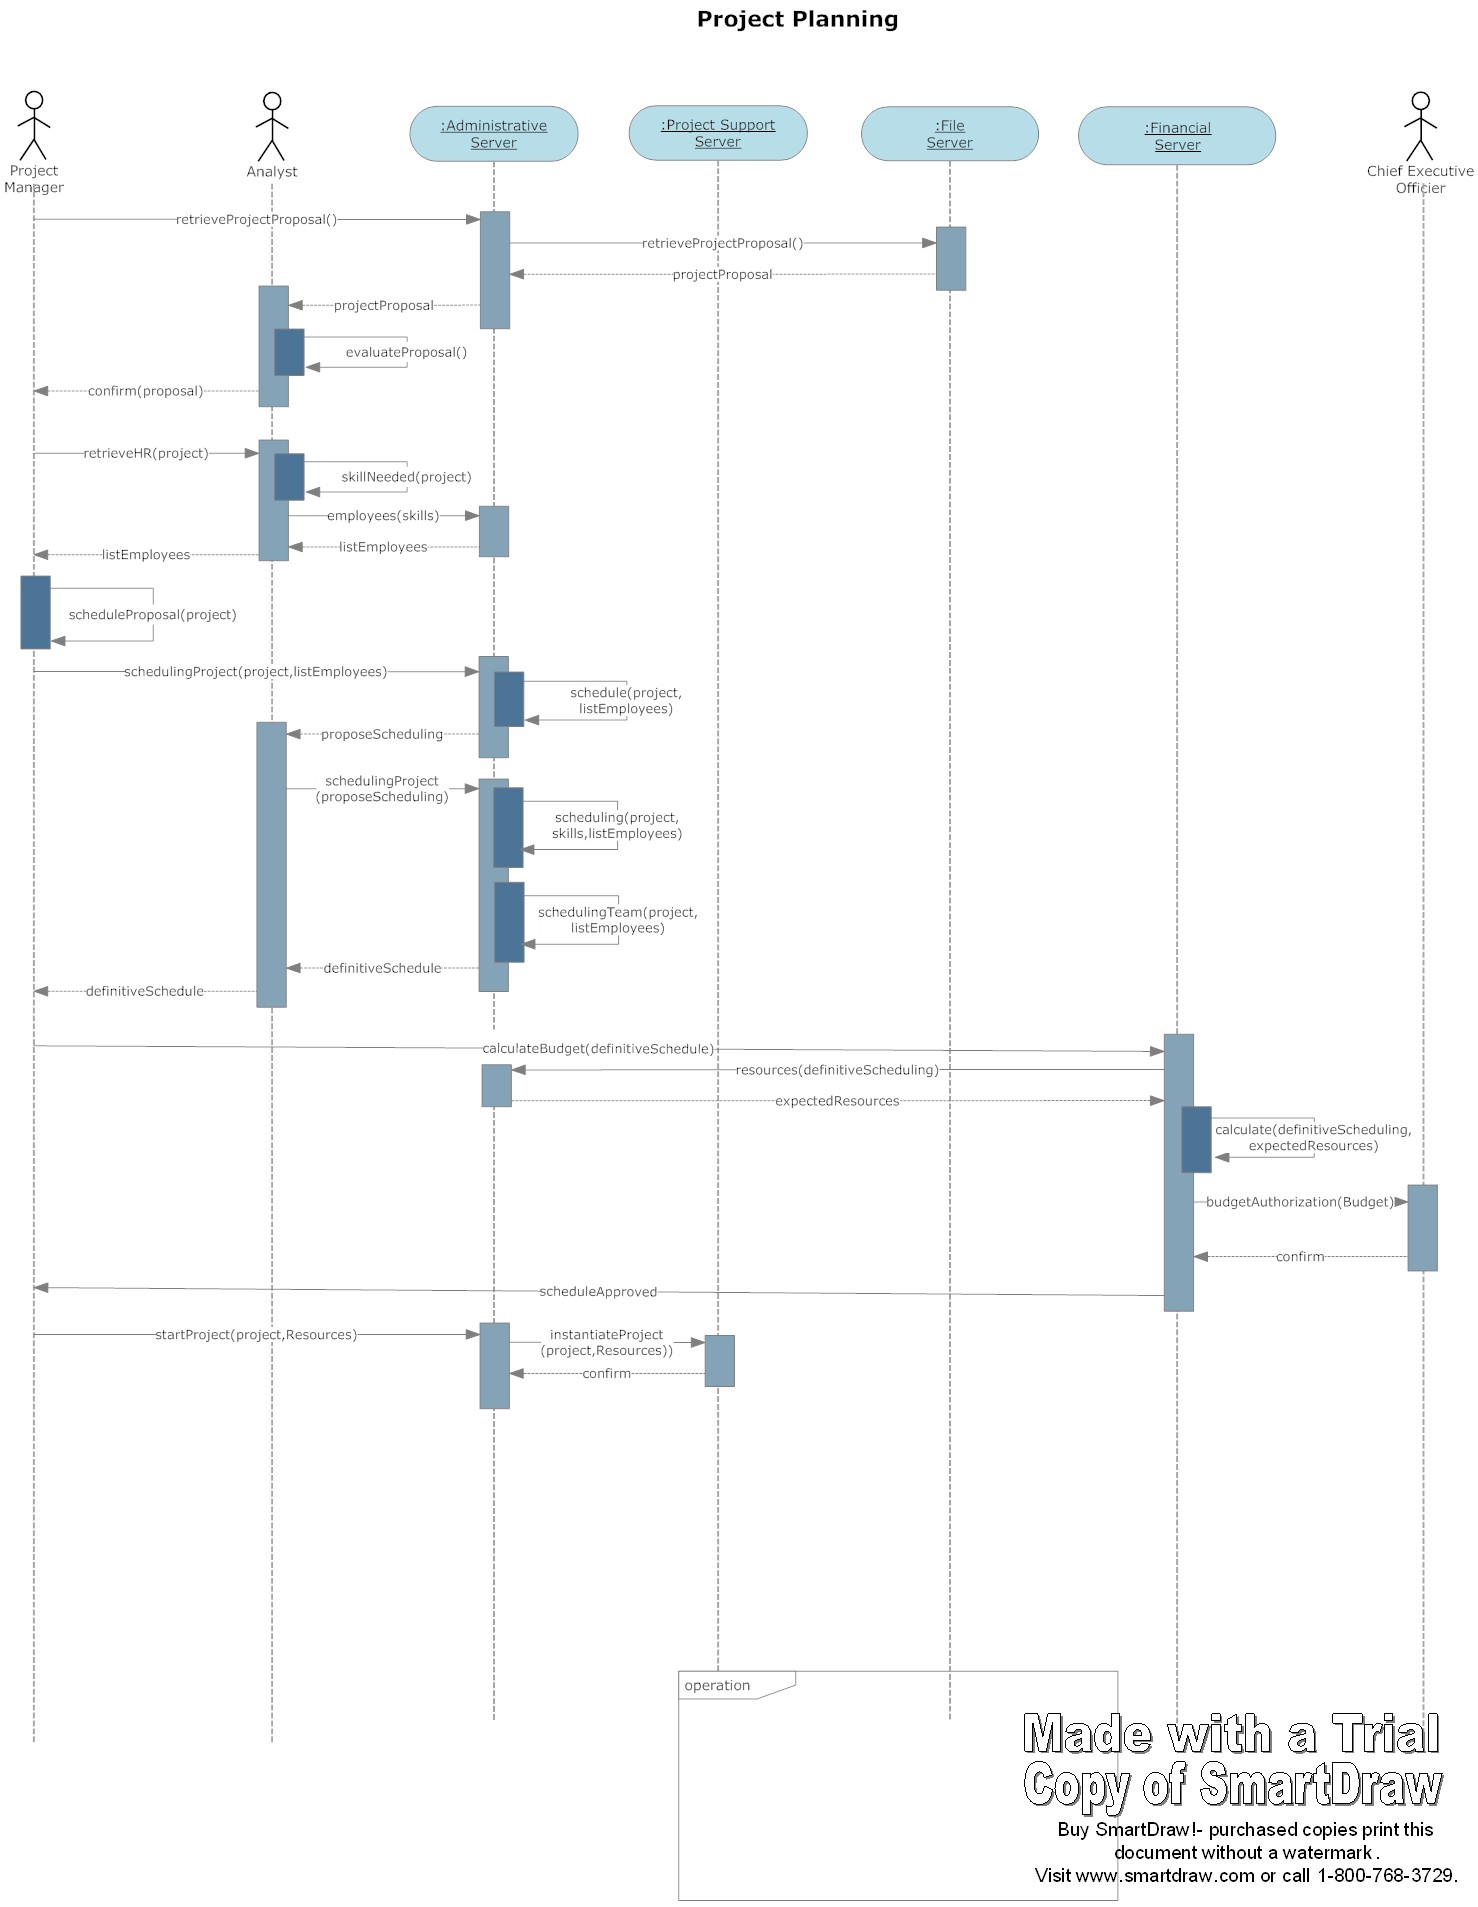 Project Planning
Project
Manager
Analyst
:Administrative
Server
:Project Support
Server
:File
Server
:Financial
Server
Chief Executive
Officier
retrieveProjectProposal()
retrieveProjectProposal()
projectProposal
projectProposal
evaluateProposal()
confirm(proposal)
retrieveHR(project)
skillNeeded(project)
employees(skills)
listEmployees
listEmployees
scheduleProposal(project)
schedulingProject(project,listEmployees)
schedule(project,
listEmployees)
proposeScheduling
schedulingProject
(proposeScheduling)
scheduling(project,
skills,listEmployees)
schedulingTeam(project,
listEmployees)
definitiveSchedule
definitiveSchedule
calculateBudget(definitiveSchedule)
resources(definitiveScheduling)
expectedResources
calculate(definitiveScheduling,
expectedResources)
budgetAuthorization(Budget)
confirm
scheduleApproved
startProject(project,Resources)
instantiateProject
(project,Resources))
confirm
operation
Made with a Trial
Copy of SmartDraw
Buy SmartDraw!- purchased copies print this
document without a watermark .
Visit www.smartdraw.com or call 1-800-768-3729.